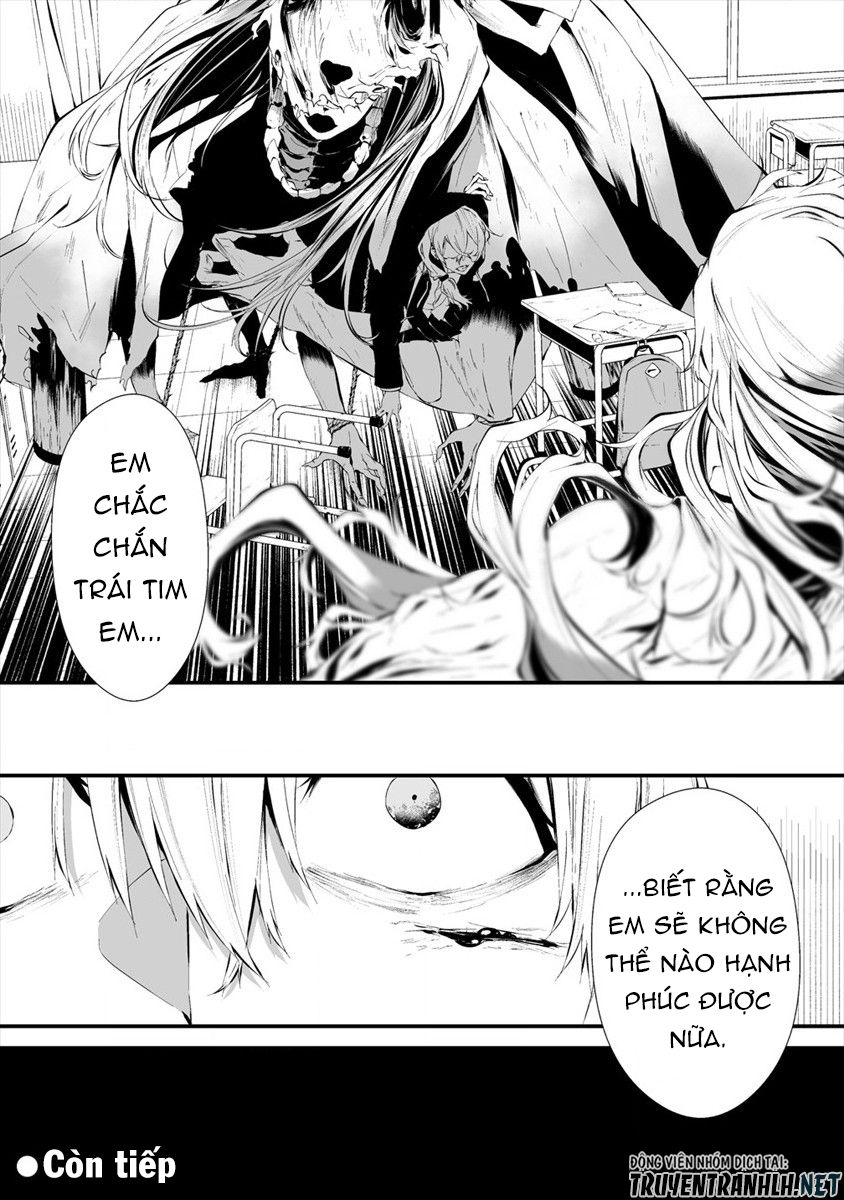 EM
CHẮC
CHẮN
TRÁI TIM
EM...
...BIẾT RẰNG
EM SẼ KHÔNG
THỂ NÀO HẠNH
PHÚC ĐƯỢC
NỮA.
●Còn tiếp
ĐỘNG VIÊN NHÓM DỊCH TẠI:
TRUYENTRANHLH.NET